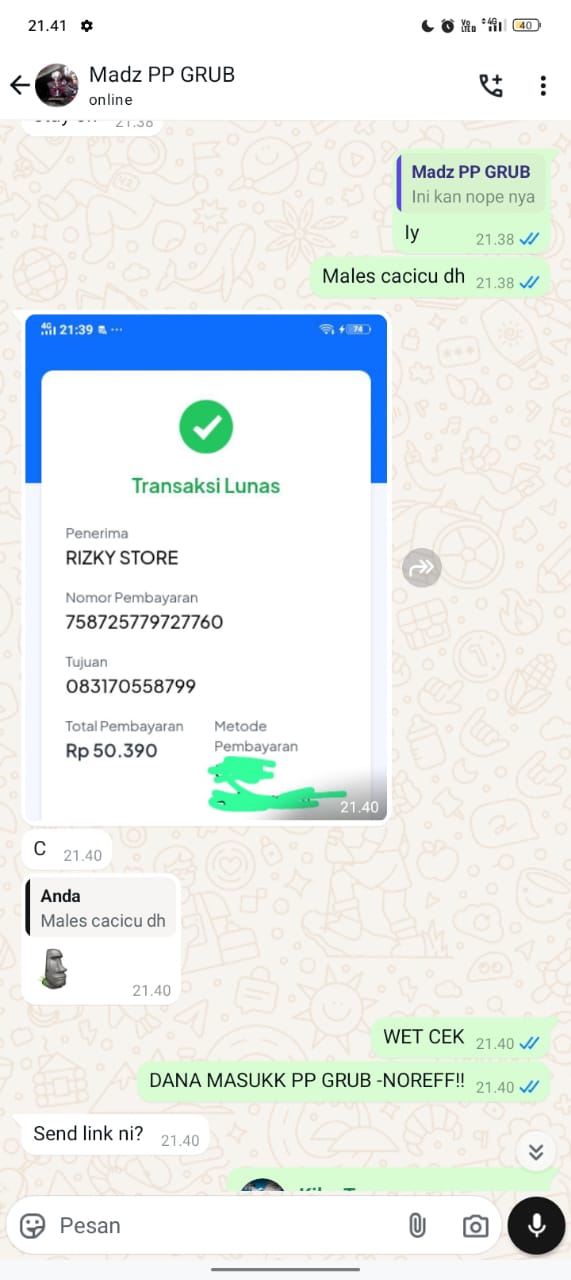 21.41
40
Madz PP GRUB
online
21.38
Madz PP GRUB
Ini kan nope nya
Iy 21.38
Males cacicu dh 21.38
4G 21:39
74
Transaksi Lunas
Penerima
RIZKY STORE
Nomor Pembayaran
758725779727760
Tujuan
083170558799
Total Pembayaran
Rp 50.390
Metode
Pembayaran
21.40
C 21.40
Anda
Males cacicu dh
21.40
WET CEK 21.40
DANA MASUKK PP GRUB -NOREFF!! 21.40
Send link ni? 21.40
Pesan